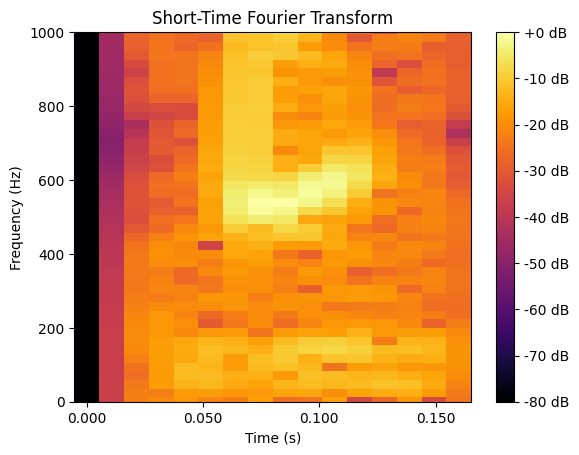 Short-Time Fourier Transform
1000
800
600
400
200
0
Frequency (Hz)
0.000
0.050
0.100
0.150
Time (s)
+0 dB
-10 dB
-20 dB
-30 dB
-40 dB
-50 dB
-60 dB
-70 dB
-80 dB